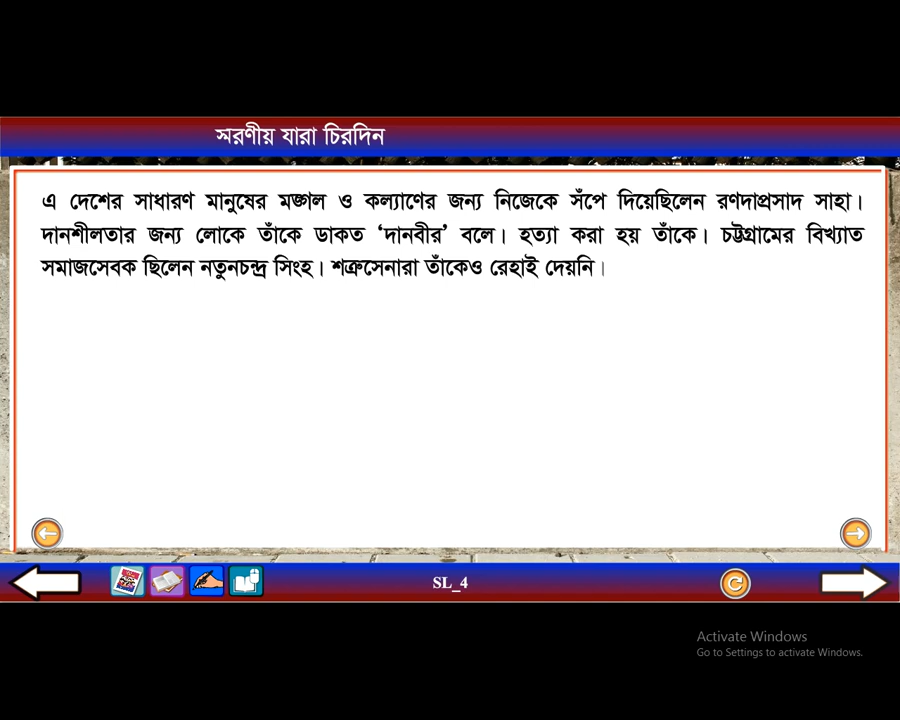 স্মরণীয় যারা চিরদিন
এ দেশের সাধারণ মানুষের মঙ্গল ও কল্যাণের জন্য নিজেকে সঁপে দিয়েছিলেন রণদাপ্রসাদ সাহা।
দানশীলতার জন্য লোকে তাঁকে ডাকত ‘দানবীর’ বলে। হত্যা করা হয় তাঁকে। চট্টগ্রামের বিখ্যাত
সমাজসেবক ছিলেন নতুনচন্দ্র সিংহ। শত্রুসেনারা তাঁকেও রেহাই দেয়নি।
SL_4
Activate Windows
Go to Settings to activate Windows.